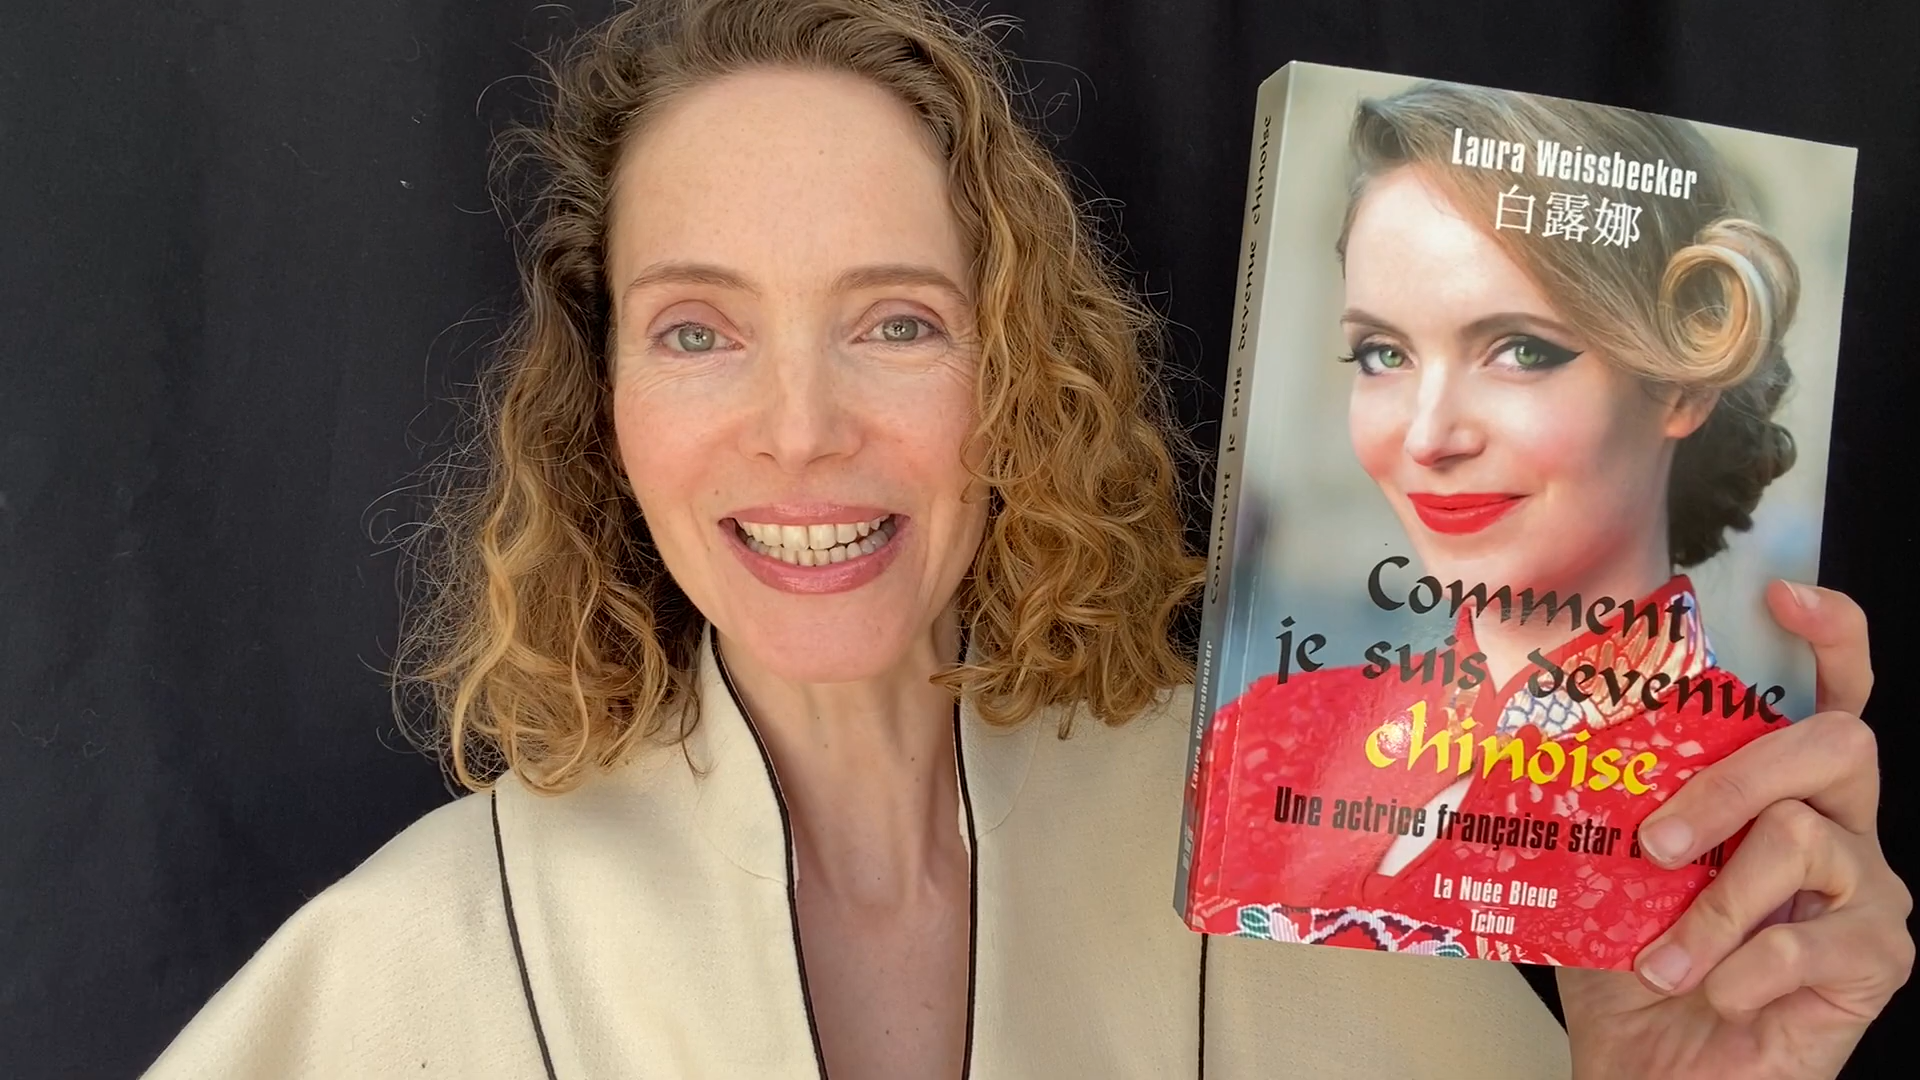 Laura Weissbecker
白露娜
Comment
je suis devenue
chinoise
Une actrice française star à
La Nuée Bleue
Tchou
Laura Weissbecker Comment je suis devenue chinoise